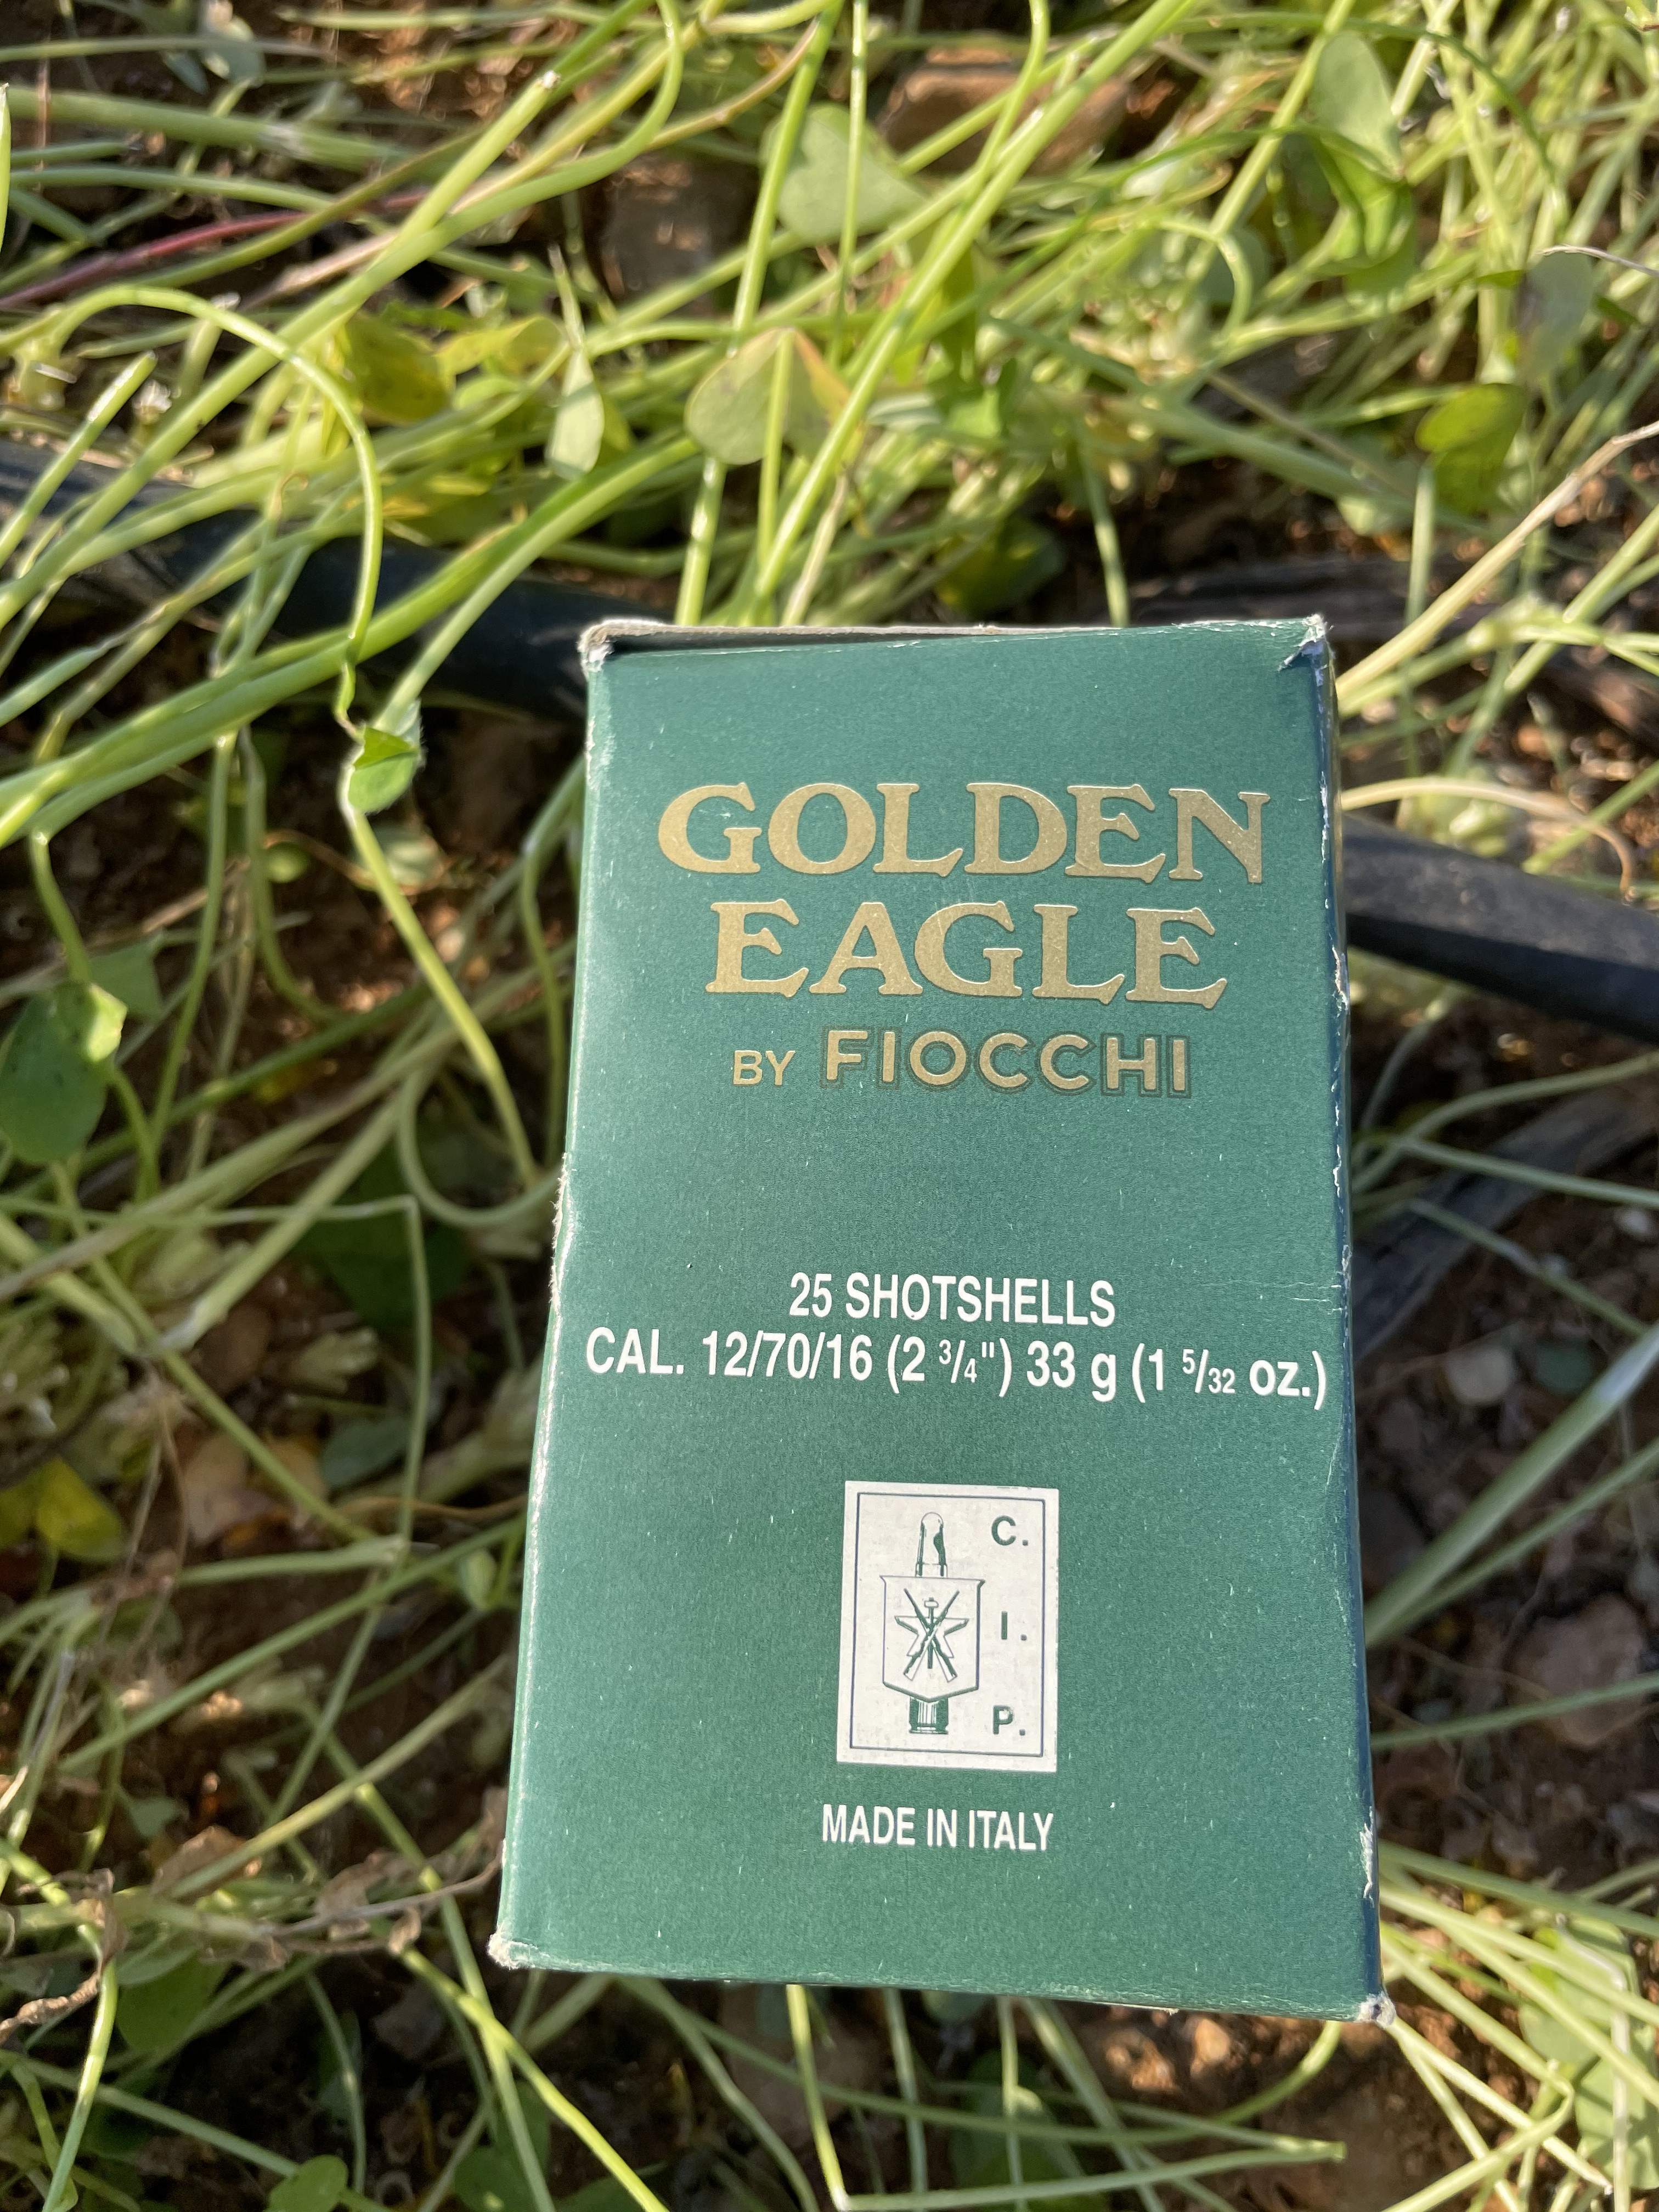 GOLDEN
EAGLE
BY FIOCCHI
25 SHOTSHELLS
CAL. 12/70/16 (2 3/4") 33 g (1 5/32 oz.)
C.
I.
P.
MADE IN ITALY